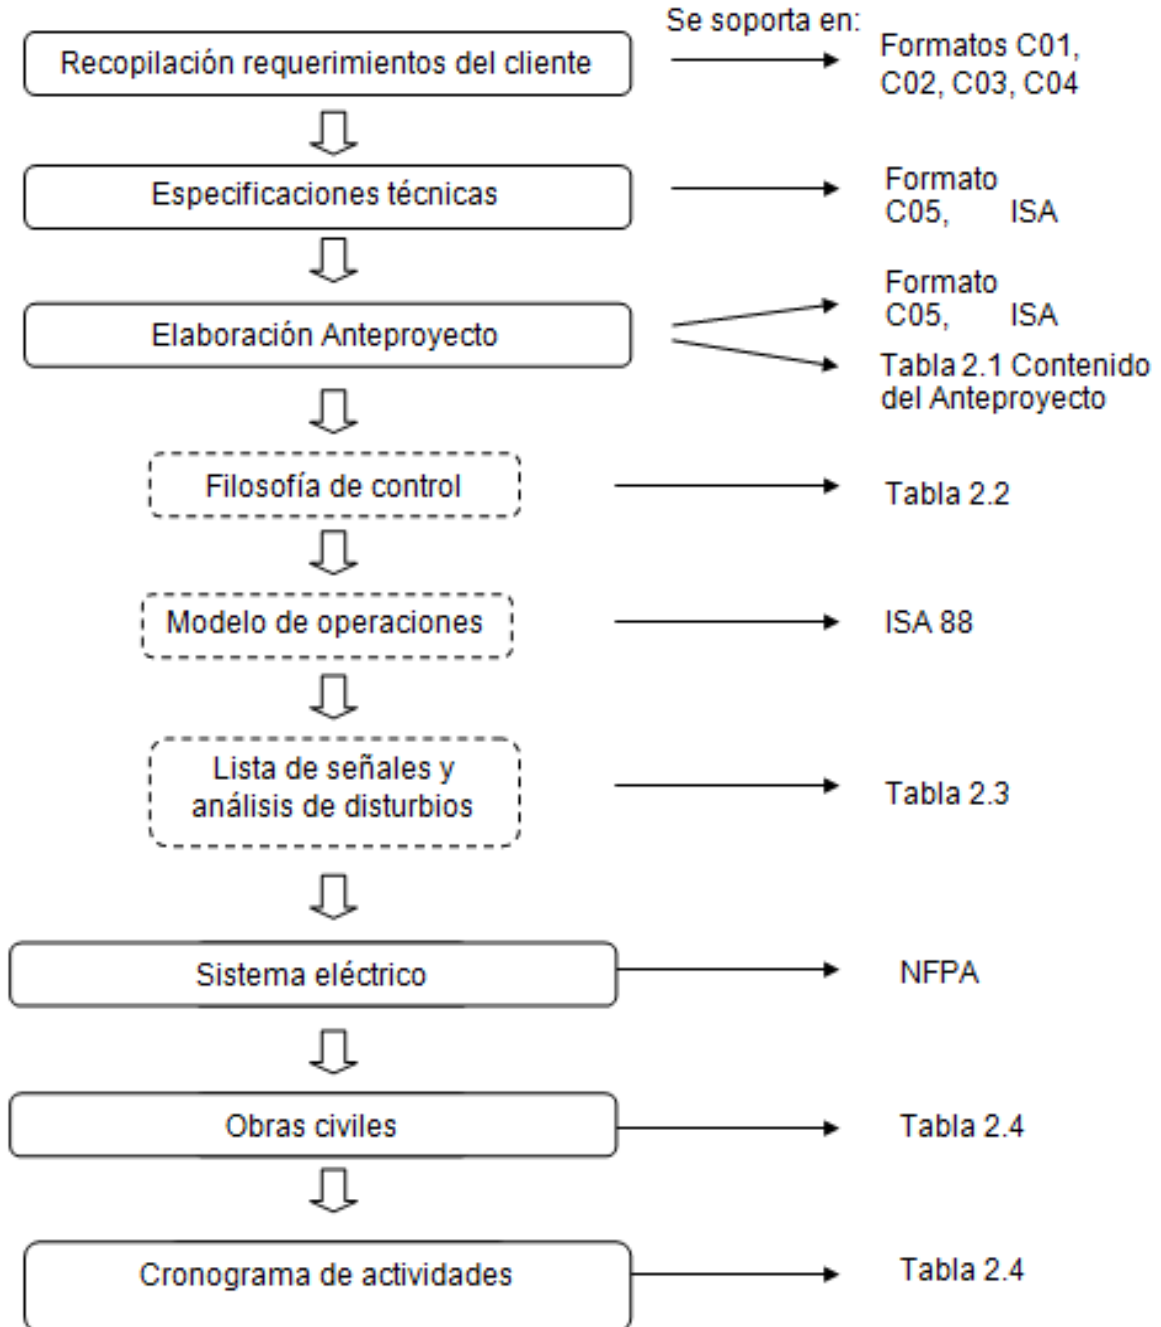 Se soporta en:
Recopilación requerimientos del cliente
Formatos C01,
C02, C03, C04
Especificaciones técnicas
Formato
C05, ISA
Elaboración Anteproyecto
Formato
C05, ISA
Tabla 2.1 Contenido
del Anteproyecto
Filosofía de control
Tabla 2.2
Modelo de operaciones
ISA 88
Lista de señales y
análisis de disturbios
Tabla 2.3
Sistema eléctrico
NFPA
Obras civiles
Tabla 2.4
Cronograma de actividades
Tabla 2.4